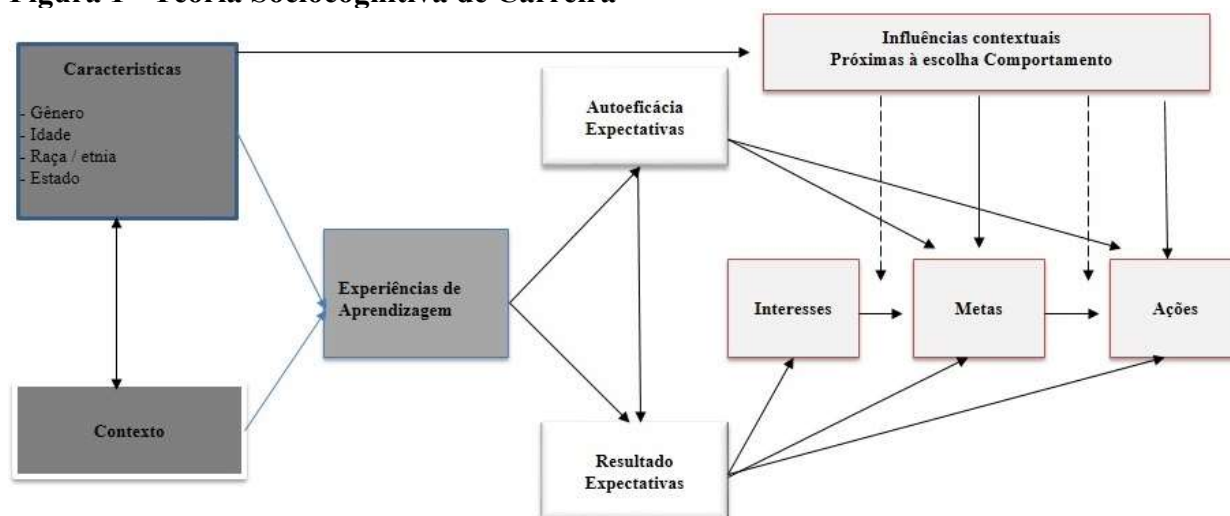 Figura 1 - Teoria Sociocognitiva de Carreira
Caracteristicas
- Gênero
- Idade
- Raça / etnia
- Estado
Influências contextuais
Próximas à escolha Comportamento
Autoeficácia
Expectativas
Experiências de
Aprendizagem
Interesses
Metas
Ações
Contexto
Resultado
Expectativas